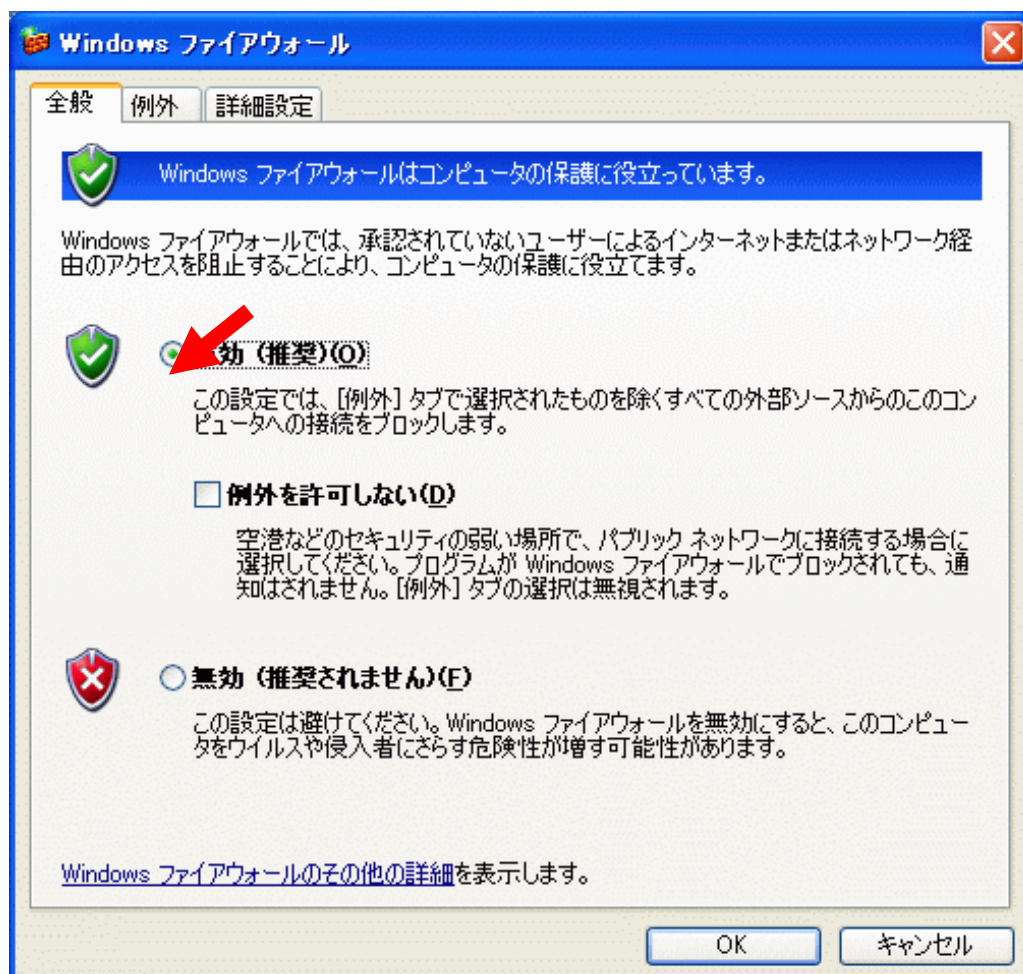 Windows ファイアウォール
全般 例外 詳細設定
Windows ファイアウォールはコンピュータの保護に役立っています。
Windows ファイアウォールでは、承認されていないユーザーによるインターネットまたはネットワーク経
由のアクセスを阻止することにより、コンピュータの保護に役立てます。
効 (推奨)(O)
この設定では、[例外] タブで選択されたものを除くすべての外部ソースからのこのコン
ピュータへの接続をブロックします。
例外を許可しない(D)
空港などのセキュリティの弱い場所で、パブリック ネットワークに接続する場合に
選択してください。プログラムが Windows ファイアウォールでブロックされても、通
知はされません。[例外] タブの選択は無視されます。
無効 (推奨されません)(F)
この設定は避けてください。Windows ファイアウォールを無効にすると、このコンピュー
タをウイルスや侵入者にさらす危険性が増す可能性があります。
Windows ファイアウォールのその他の詳細を表示します。
OK キャンセル